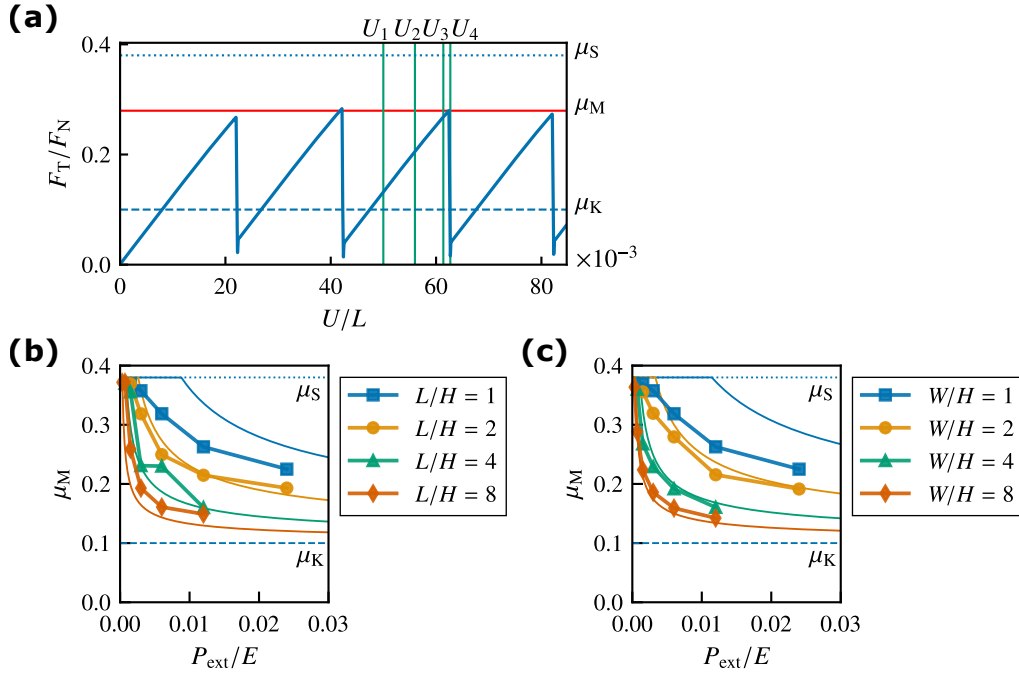 (a)
U₁ U₂ U₃ U₄
0.4
μS
μM
0.2
μK
0.0
FT/FN
×10⁻³
0 20 40 60 80
U/L
(b)
0.4
μS
0.3
0.2
0.1
μK
0.0
μM
0.00 0.01 0.02 0.03
Pext/E
L/H = 1
L/H = 2
L/H = 4
L/H = 8
(c)
0.4
μS
0.3
0.2
0.1
μK
0.0
μM
0.00 0.01 0.02 0.03
Pext/E
W/H = 1
W/H = 2
W/H = 4
W/H = 8